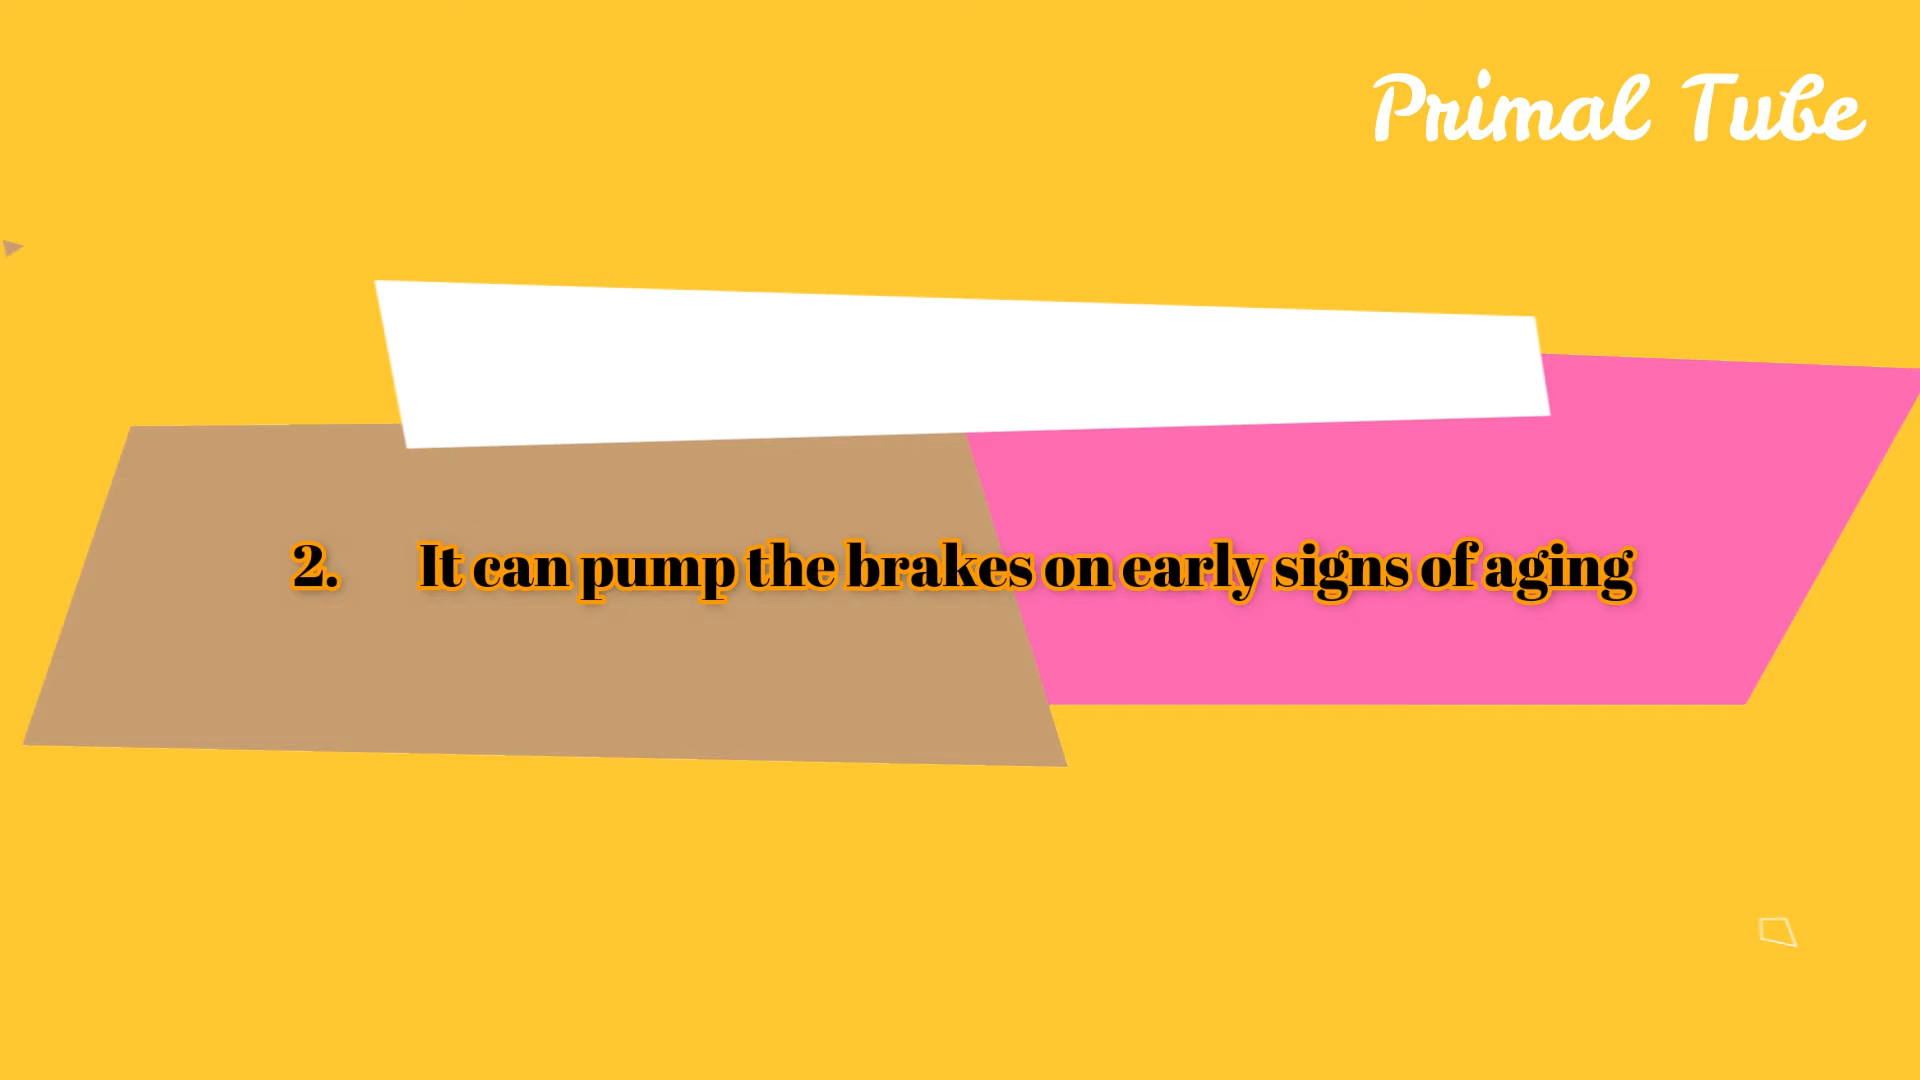 Primal Tube
2. It can pump the brakes on early signs of aging